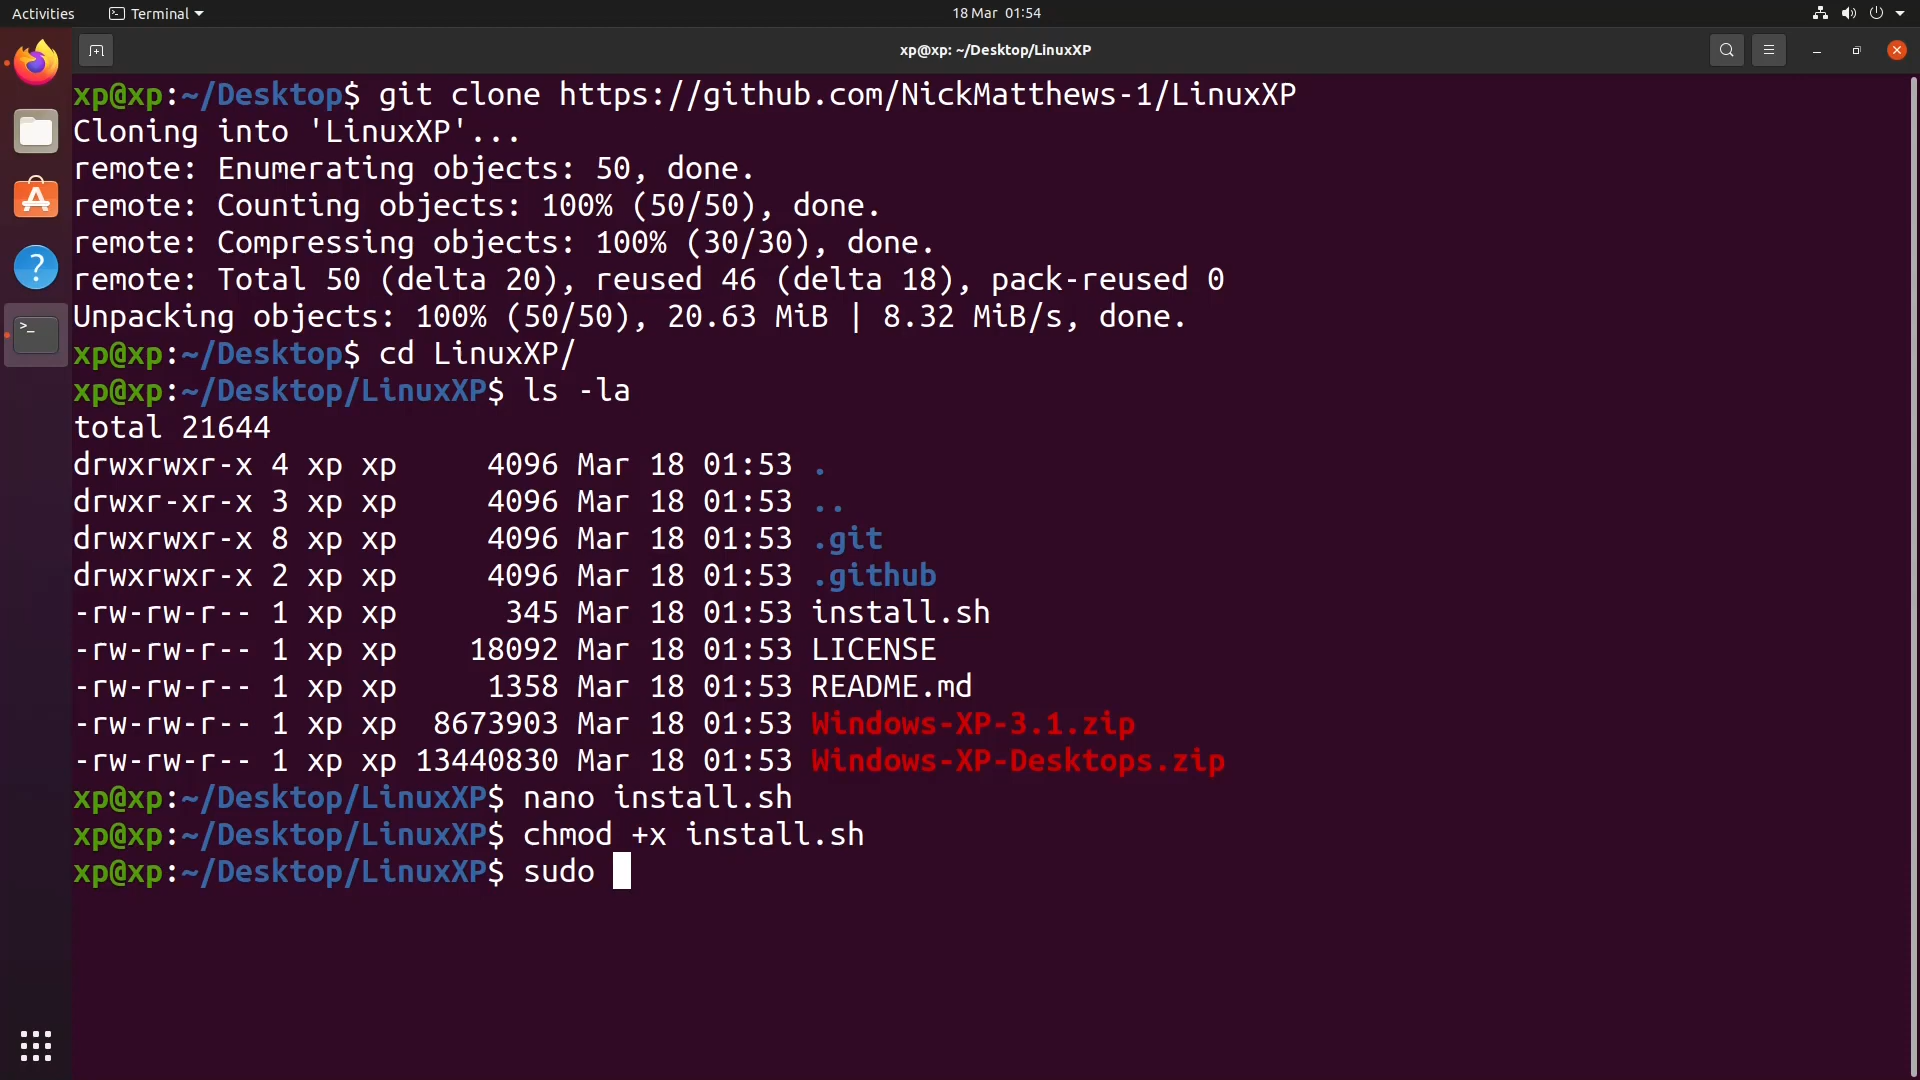 Activities
Terminal
18 Mar 01:54
xp@xp: ~/Desktop/LinuxXP
xp@xp:~/Desktop$ git clone https://github.com/NickMatthews-1/LinuxXP
Cloning into 'LinuxXP'...
remote: Enumerating objects: 50, done.
remote: Counting objects: 100% (50/50), done.
remote: Compressing objects: 100% (30/30), done.
remote: Total 50 (delta 20), reused 46 (delta 18), pack-reused 0
Unpacking objects: 100% (50/50), 20.63 MiB | 8.32 MiB/s, done.
xp@xp:~/Desktop$ cd LinuxXP/
xp@xp:~/Desktop/LinuxXP$ ls -la
total 21644
drwxrwxr-x 4 xp xp     4096 Mar 18 01:53 .
drwxr-xr-x 3 xp xp     4096 Mar 18 01:53 ..
drwxrwxr-x 8 xp xp     4096 Mar 18 01:53 .git
drwxrwxr-x 2 xp xp     4096 Mar 18 01:53 .github
-rw-rw-r-- 1 xp xp      345 Mar 18 01:53 install.sh
-rw-rw-r-- 1 xp xp    18092 Mar 18 01:53 LICENSE
-rw-rw-r-- 1 xp xp     1358 Mar 18 01:53 README.md
-rw-rw-r-- 1 xp xp  8673903 Mar 18 01:53 Windows-XP-3.1.zip
-rw-rw-r-- 1 xp xp 13440830 Mar 18 01:53 Windows-XP-Desktops.zip
xp@xp:~/Desktop/LinuxXP$ nano install.sh
xp@xp:~/Desktop/LinuxXP$ chmod +x install.sh
xp@xp:~/Desktop/LinuxXP$ sudo